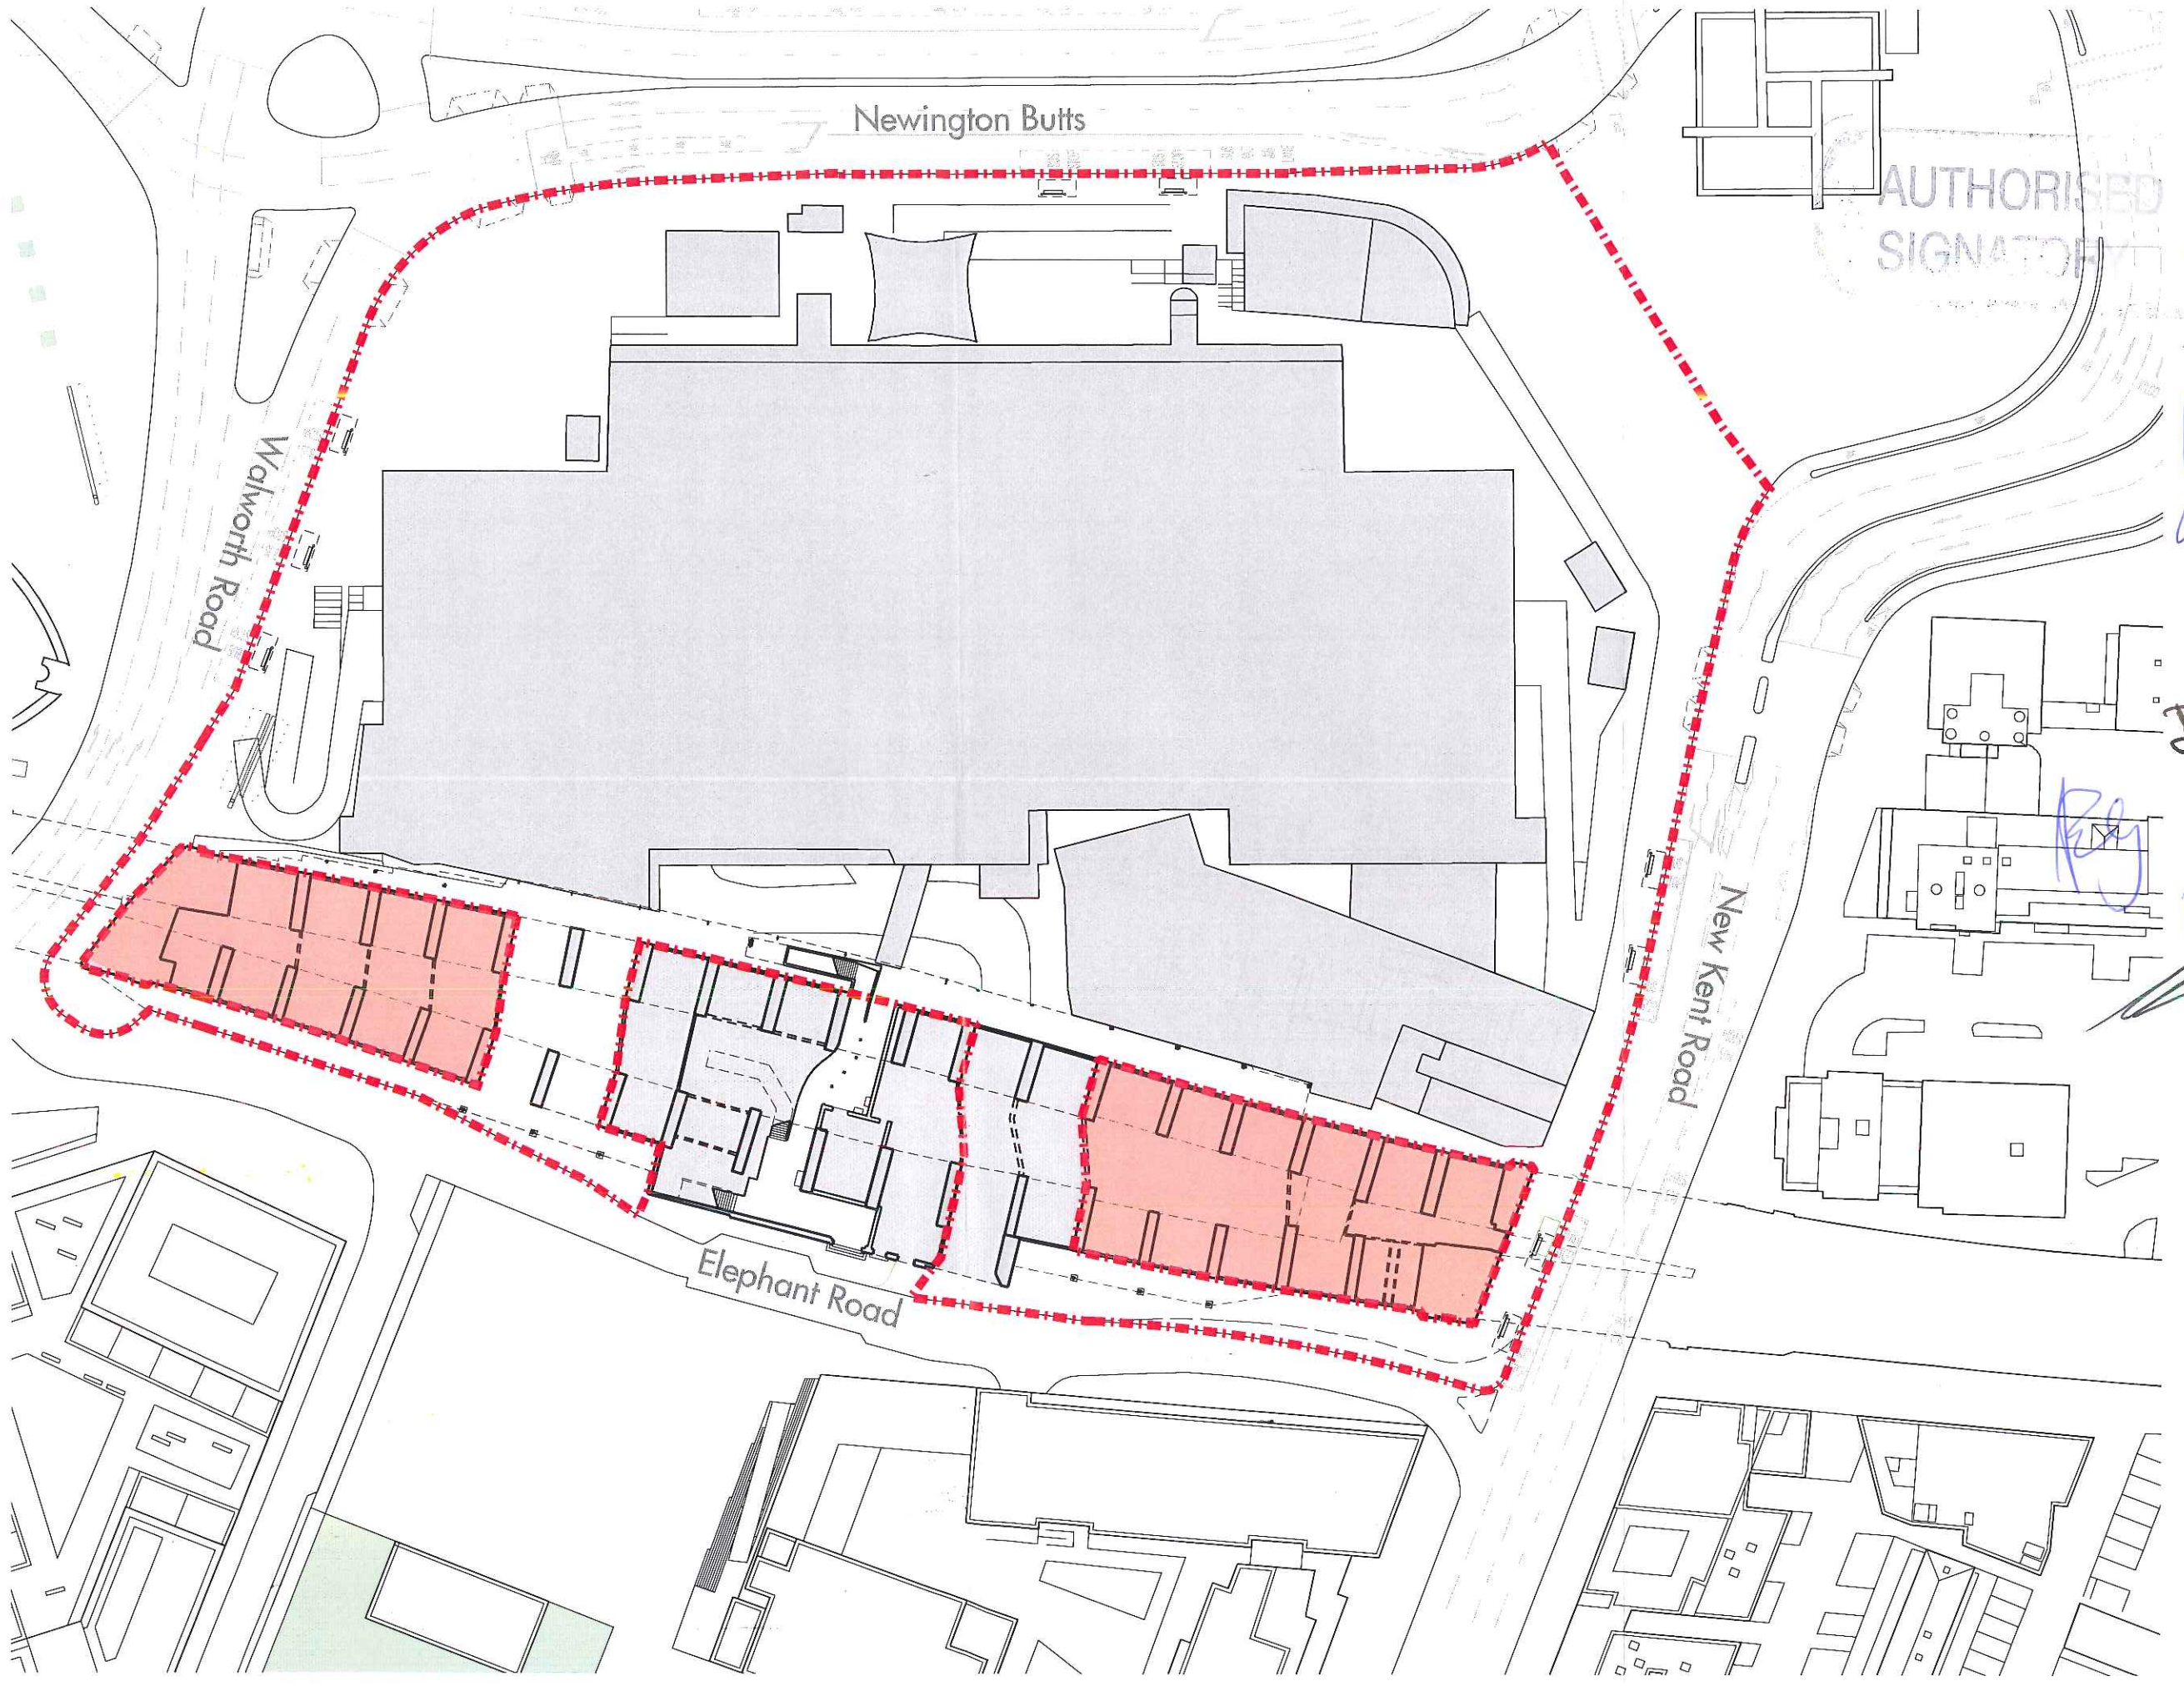 Newington Butts
AUTHORISED
SIGNATORY
Walworth Road
New Kent Road
Elephant Road